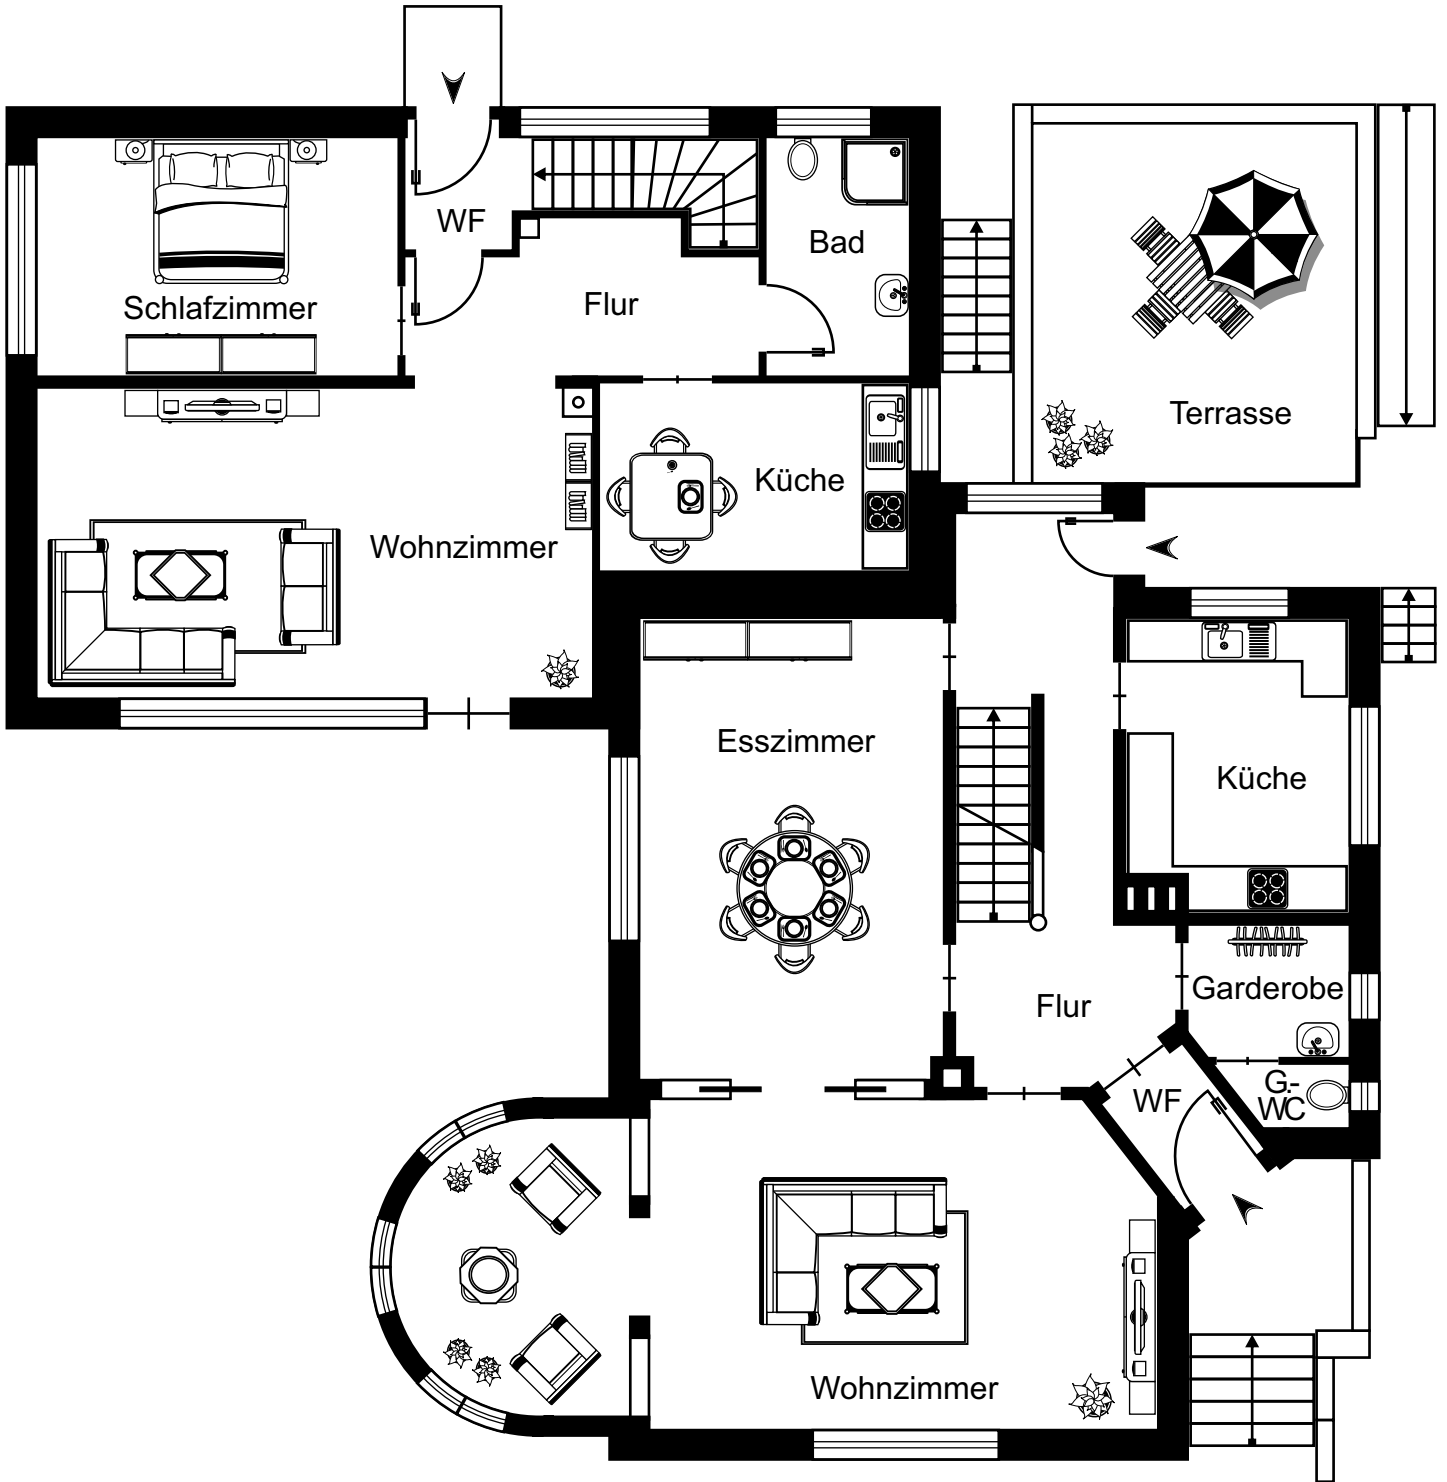 WF
Bad
Schlafzimmer
Flur
Terrasse
Küche
Wohnzimmer
Esszimmer
Küche
Garderobe
Flur
G-
WC
WF
Wohnzimmer